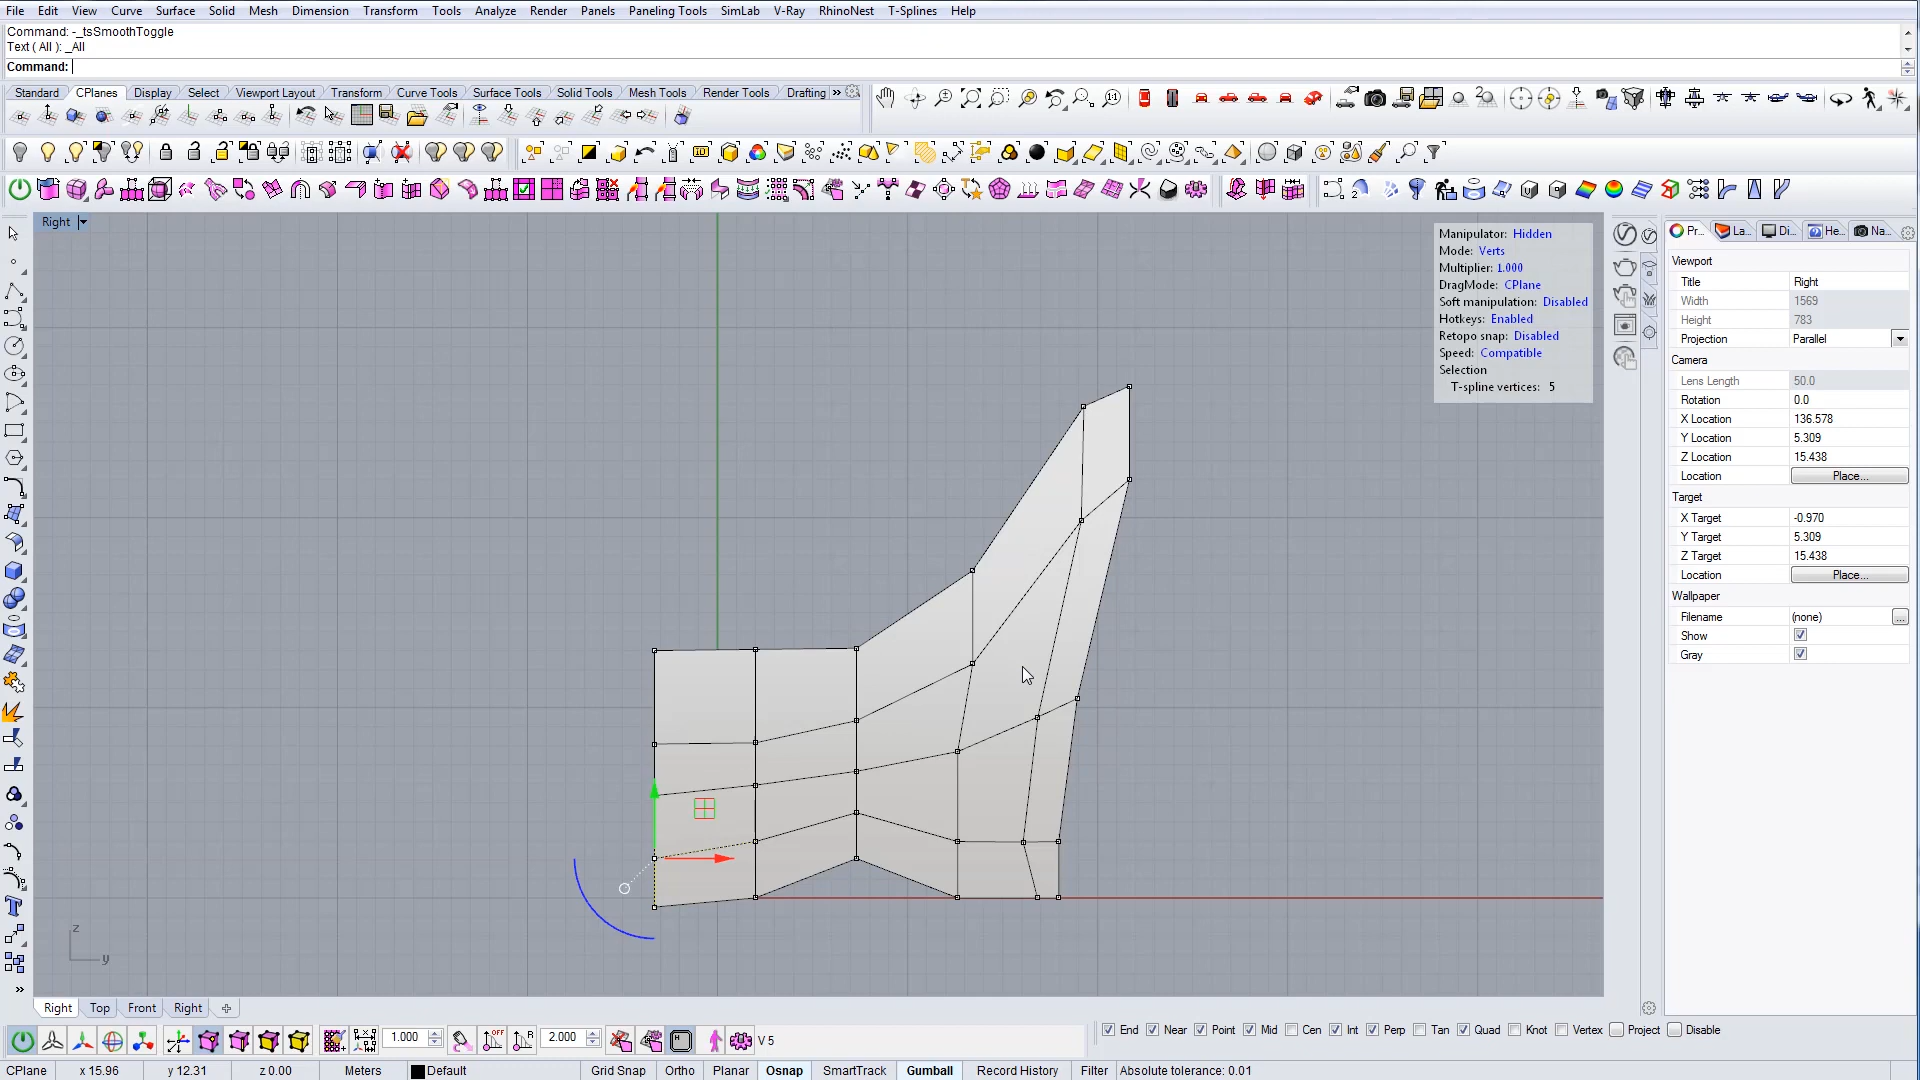 File Edit View Curve Surface Solid Mesh Dimension Transform Tools Analyze Render Panels Paneling Tools SimLab V-Ray RhinoNest T-Splines Help
Command: -_tsSmoothToggle
Text ( All ): _All
Command:
Standard CPlanes Display Select Viewport Layout Transform Curve Tools Surface Tools Solid Tools Mesh Tools Render Tools Drafting »
Right
Manipulator: Hidden
Mode: Verts
Multiplier: 1.000
DragMode: CPlane
Soft manipulation: Disabled
Hotkeys: Enabled
Retopo snap: Disabled
Speed: Compatible
Selection
T-spline vertices: 5
Pr... La... Di... He... Na...
Viewport
Title Right
Width 1569
Height 783
Projection Parallel
Camera
Lens Length 50.0
Rotation 0.0
X Location 136.578
Y Location 5.309
Z Location 15.438
Location Place...
Target
X Target -0.970
Y Target 5.309
Z Target 15.438
Location Place...
Wallpaper
Filename (none) ...
Show
Gray
z
y
Right Top Front Right
1.000 OFF R 2.000 H V 5
End Near Point Mid Cen Int Perp Tan Quad Knot Vertex Project Disable
CPlane x 15.96 y 12.31 z 0.00 Meters Default Grid Snap Ortho Planar Osnap SmartTrack Gumball Record History Filter Absolute tolerance: 0.01